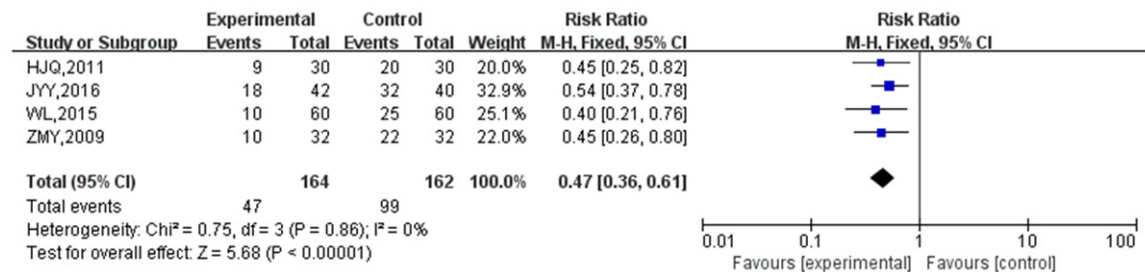 Experimental Control Risk Ratio Risk Ratio
Study or Subgroup Events Total Events Total Weight M-H, Fixed, 95% CI M-H, Fixed, 95% CI
HJQ,2011 9 30 20 30 20.0% 0.45 [0.25, 0.82]
JYY,2016 18 42 32 40 32.9% 0.54 [0.37, 0.78]
WL,2015 10 60 25 60 25.1% 0.40 [0.21, 0.76]
ZMY,2009 10 32 22 32 22.0% 0.45 [0.26, 0.80]
Total (95% CI) 164 162 100.0% 0.47 [0.36, 0.61]
Total events 47 99
Heterogeneity: Chi² = 0.75, df = 3 (P = 0.86); I² = 0%
Test for overall effect: Z = 5.68 (P < 0.00001)
0.01 0.1 1 10 100
Favours [experimental] Favours [control]